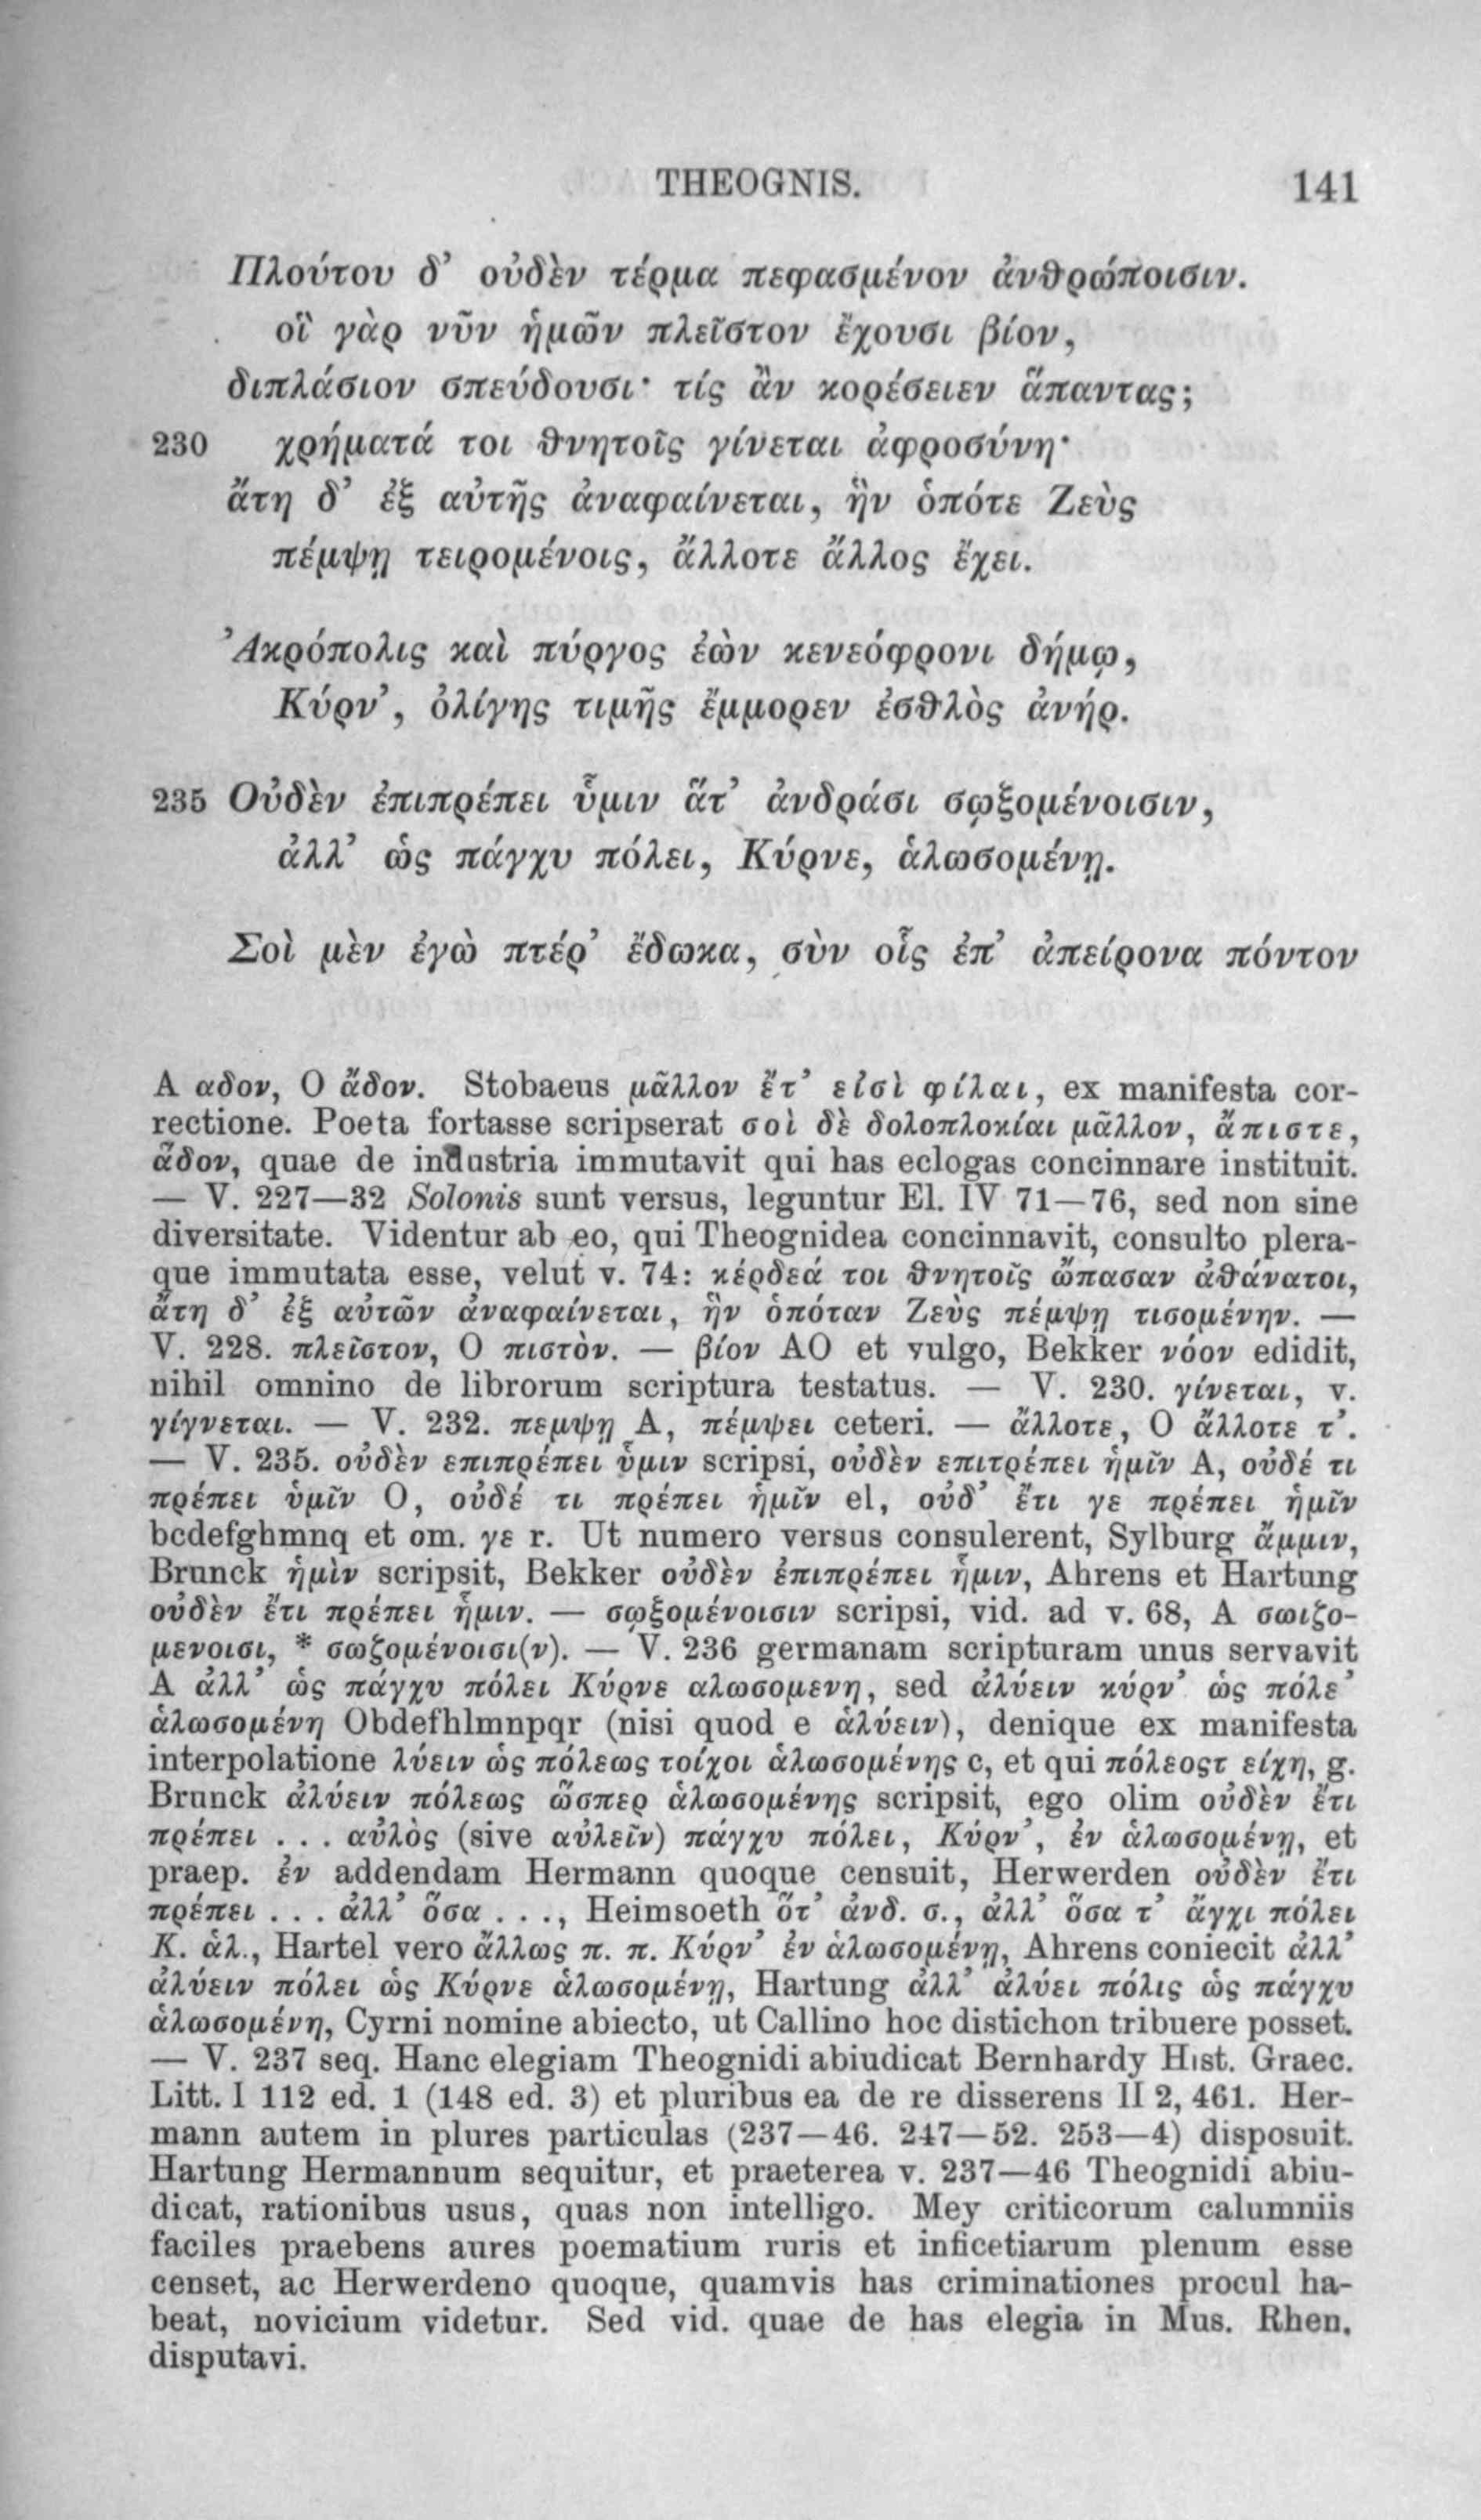 THEOGNIS. 141
Πλούτου δ’ οὐδὲν τέρμα πεφασμένον ἀνθρώποισιν.
οἳ γὰρ νῦν ἡμῶν πλεῖστον ἔχουσι βίον,
διπλάσιον σπεύδουσι· τίς ἂν κορέσειεν ἅπαντας;
230 χρήματά τοι θνητοῖς γίνεται ἀφροσύνη·
ἄτη δ’ ἐξ αὐτῆς ἀναφαίνεται, ἣν ὁπότε Ζεὺς
πέμψῃ τειρομένοις, ἄλλοτε ἄλλος ἔχει.
Ἀκρόπολις καὶ πύργος ἐὼν κενεόφρονι δήμῳ,
Κύρν’, ὀλίγης τιμῆς ἔμμορεν ἐσθλὸς ἀνήρ.
235 Οὐδὲν ἐπιπρέπει ὗμιν ἅτ’ ἀνδράσι σῳξομένοισιν,
ἀλλ’ ὡς πάγχυ πόλει, Κύρνε, ἁλωσομένῃ.
Σοὶ μὲν ἐγὼ πτέρ’ ἔδωκα, σὺν οἷς ἐπ’ ἀπείρονα πόντον
A αδον, O ἄδον. Stobaeus μᾶλλον ἔτ’ εἰσὶ φίλαι, ex manifesta cor-
rectione. Poeta fortasse scripserat σοὶ δὲ δολοπλοκίαι μᾶλλον, ἄπιστε,
ἅδον, quae de industria immutavit qui has eclogas concinnare instituit.
— V. 227—32 Solonis sunt versus, leguntur El. IV 71—76, sed non sine
diversitate. Videntur ab eo, qui Theognidea concinnavit, consulto plera-
que immutata esse, velut v. 74: κέρδεά τοι θνητοῖς ὤπασαν ἀθάνατοι,
ἄτη δ’ ἐξ αὐτῶν ἀναφαίνεται, ἣν ὁπόταν Ζεὺς πέμψῃ τισομένην. —
V. 228. πλεῖστον, O πιστὸν. — βίον AO et vulgo, Bekker νόον edidit,
nihil omnino de librorum scriptura testatus. — V. 230. γίνεται, v.
γίγνεται. — V. 232. πεμψῃ A, πέμψει ceteri. — ἄλλοτε, O ἄλλοτε τ’.
— V. 235. οὐδὲν επιπρέπει ὗμιν scripsi, οὐδὲν επιτρέπει ἡμῖν A, οὐδέ τι
πρέπει ὑμῖν O, οὐδέ τι πρέπει ἡμῖν el, οὐδ’ ἔτι γε πρέπει ἡμῖν
bcdefghmnq et om. γε r. Ut numero versus consulerent, Sylburg ἄμμιν,
Brunck ἡμὶν scripsit, Bekker οὐδὲν ἐπιπρέπει ἧμιν, Ahrens et Hartung
οὐδὲν ἔτι πρέπει ἧμιν. — σῳξομένοισιν scripsi, vid. ad v. 68, A σωιζο-
μενοισι, * σωζομένοισι(ν). — V. 236 germanam scripturam unus servavit
A ἀλλ’ ὡς πάγχυ πόλει Κύρνε αλωσομενη, sed ἀλύειν κύρν’ ὡς πόλε’
ἁλωσομένη Obdefhlmnpqr (nisi quod e ἁλύειν), denique ex manifesta
interpolatione λύειν ὡς πόλεως τοίχοι ἁλωσομένης c, et qui πόλεοςτ είχη, g.
Brunck ἀλύειν πόλεως ὥσπερ ἁλωσομένης scripsit, ego olim οὐδὲν ἔτι
πρέπει . . . αὐλὸς (sive αὐλεῖν) πάγχυ πόλει, Κύρν’, ἐν ἁλωσομένῃ, et
praep. ἐν addendam Hermann quoque censuit, Herwerden οὐδὲν ἔτι
πρέπει . . . ἀλλ’ ὅσα . . ., Heimsoeth ὅτ’ ἀνδ. σ., ἀλλ’ ὅσα τ’ ἄγχι πόλει
Κ. ἁλ., Hartel vero ἄλλως π. π. Κύρν’ ἐν ἁλωσομένῃ, Ahrens coniecit ἀλλ’
ἀλύειν πόλει ὡς Κύρνε ἁλωσομένῃ, Hartung ἀλλ’ ἀλύει πόλις ὡς πάγχυ
ἁλωσομένη, Cyrni nomine abiecto, ut Callino hoc distichon tribuere posset.
— V. 237 seq. Hanc elegiam Theognidi abiudicat Bernhardy Hist. Graec.
Litt. I 112 ed. 1 (148 ed. 3) et pluribus ea de re disserens II 2, 461. Her-
mann autem in plures particulas (237—46. 247—52. 253—4) disposuit.
Hartung Hermannum sequitur, et praeterea v. 237—46 Theognidi abiu-
dicat, rationibus usus, quas non intelligo. Mey criticorum calumniis
faciles praebens aures poematium ruris et inficetiarum plenum esse
censet, ac Herwerdeno quoque, quamvis has criminationes procul ha-
beat, novicium videtur. Sed vid. quae de has elegia in Mus. Rhen.
disputavi.